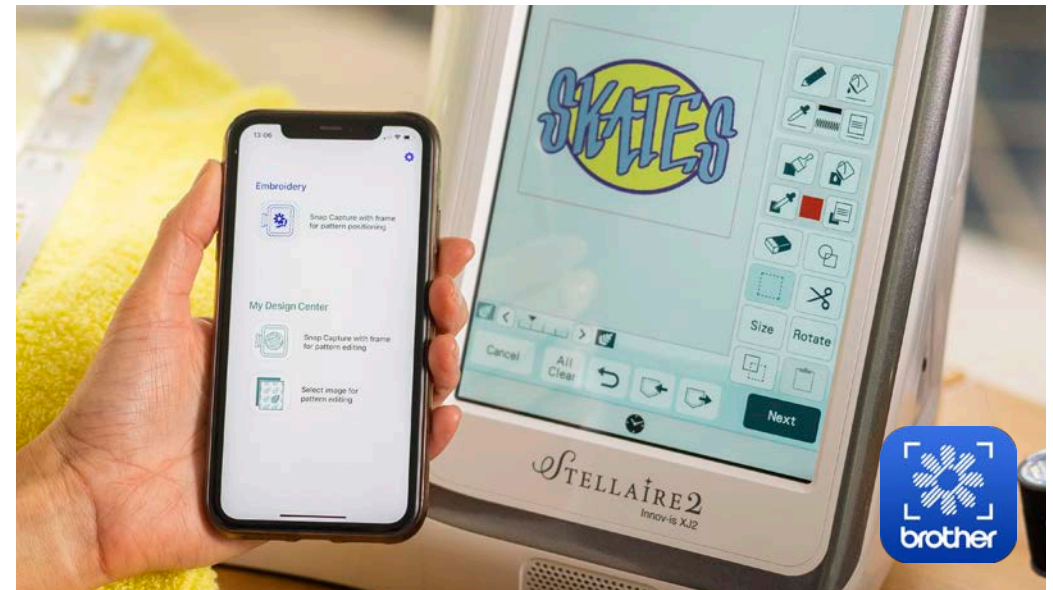 13:06
Embroidery
Snap Capture with frame
for pattern positioning
My Design Center
Snap Capture with frame
for pattern editing
Select image for
pattern editing
SKATES
Size
Rotate
Cancel
All
Clear
Next
STELLAIRE2
Innov-is XJ2
brother